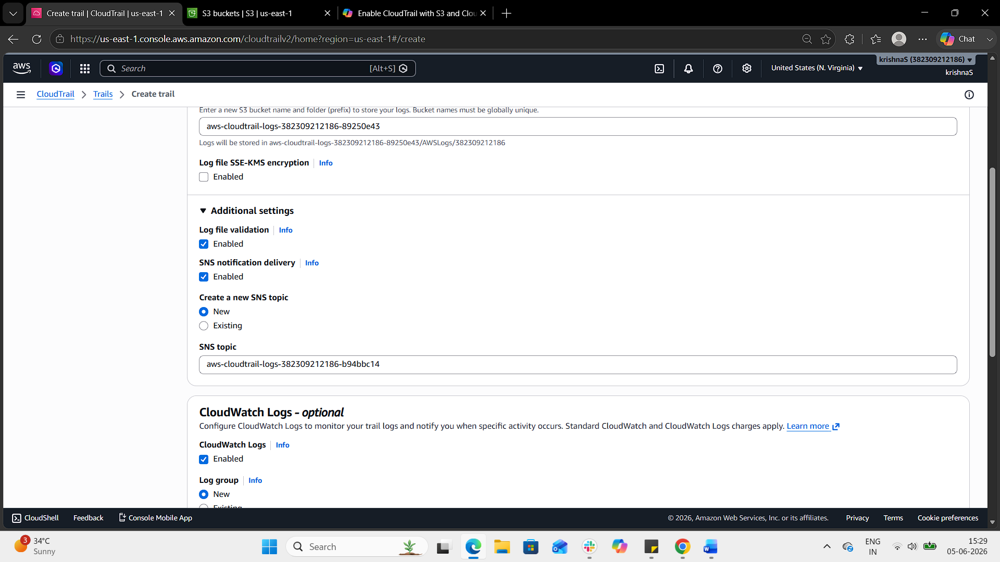 Create trail | CloudTrail | us-east-1
S3 buckets | S3 | us-east-1
Enable CloudTrail with S3 and Clou
https://us-east-1.console.aws.amazon.com/cloudtrailv2/home?region=us-east-1#/create
Chat
aws
Search
[Alt+S]
United States (N. Virginia)
krishnaS (382309212186)
krishnaS
CloudTrail
Trails
Create trail
Enter a new S3 bucket name and folder (prefix) to store your logs. Bucket names must be globally unique.
aws-cloudtrail-logs-382309212186-89250e43
Logs will be stored in aws-cloudtrail-logs-382309212186-89250e43/AWSLogs/382309212186
Log file SSE-KMS encryption
Info
Enabled
Additional settings
Log file validation
Info
Enabled
SNS notification delivery
Info
Enabled
Create a new SNS topic
New
Existing
SNS topic
aws-cloudtrail-logs-382309212186-b94bbc14
CloudWatch Logs - optional
Configure CloudWatch Logs to monitor your trail logs and notify you when specific activity occurs. Standard CloudWatch and CloudWatch Logs charges apply. Learn more
CloudWatch Logs
Info
Enabled
Log group
Info
New
Existing
CloudShell
Feedback
Console Mobile App
© 2026, Amazon Web Services, Inc. or its affiliates.
Privacy
Terms
Cookie preferences
3
34°C
Sunny
Search
ENG
IN
15:29
05-06-2026